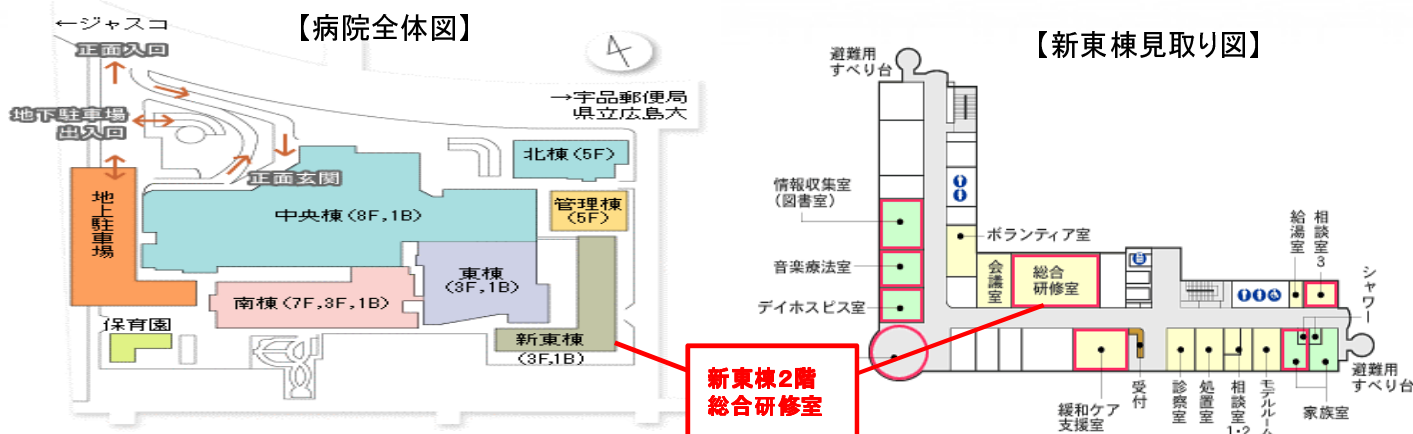 【病院全体図】
←ジャスコ
正面入口
→宇品郵便局
県立広島大
地下駐車場
出入口
北棟(5F)
正面玄関
地上駐車場
中央棟(8F,1B)
管理棟
(5F)
東棟
(3F,1B)
南棟(7F,3F,1B)
保育園
新東棟
(3F,1B)
新東棟2階
総合研修室
【新東棟見取り図】
避難用
すべり台
情報収集室
(図書室)
ボランティア室
音楽療法室
会議室
総合
研修室
給湯室
相談室3
シャワー
デイホスピス室
緩和ケア
支援室
受付
診察室
処置室
相談室
1・2
モデルルーム
家族室
避難用
すべり台